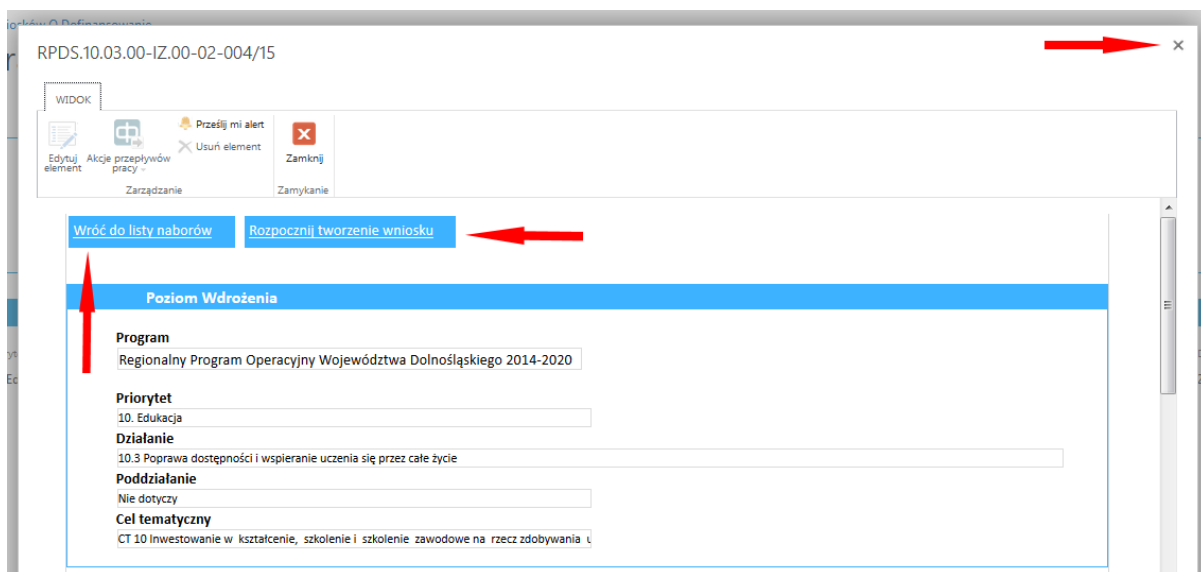 iosków O Dofinansowanie
RPDS.10.03.00-IZ.00-02-004/15
WIDOK
Edytuj element
Akcje przepływów pracy
Prześlij mi alert
Usuń element
Zamknij
Zarządzanie
Zamykanie
Wróć do listy naborów
Rozpocznij tworzenie wniosku
Poziom Wdrożenia
Program
Regionalny Program Operacyjny Województwa Dolnośląskiego 2014-2020
Priorytet
10. Edukacja
Działanie
10.3 Poprawa dostępności i wspieranie uczenia się przez całe życie
Poddziałanie
Nie dotyczy
Cel tematyczny
CT 10 Inwestowanie w kształcenie, szkolenie i szkolenie zawodowe na rzecz zdobywania